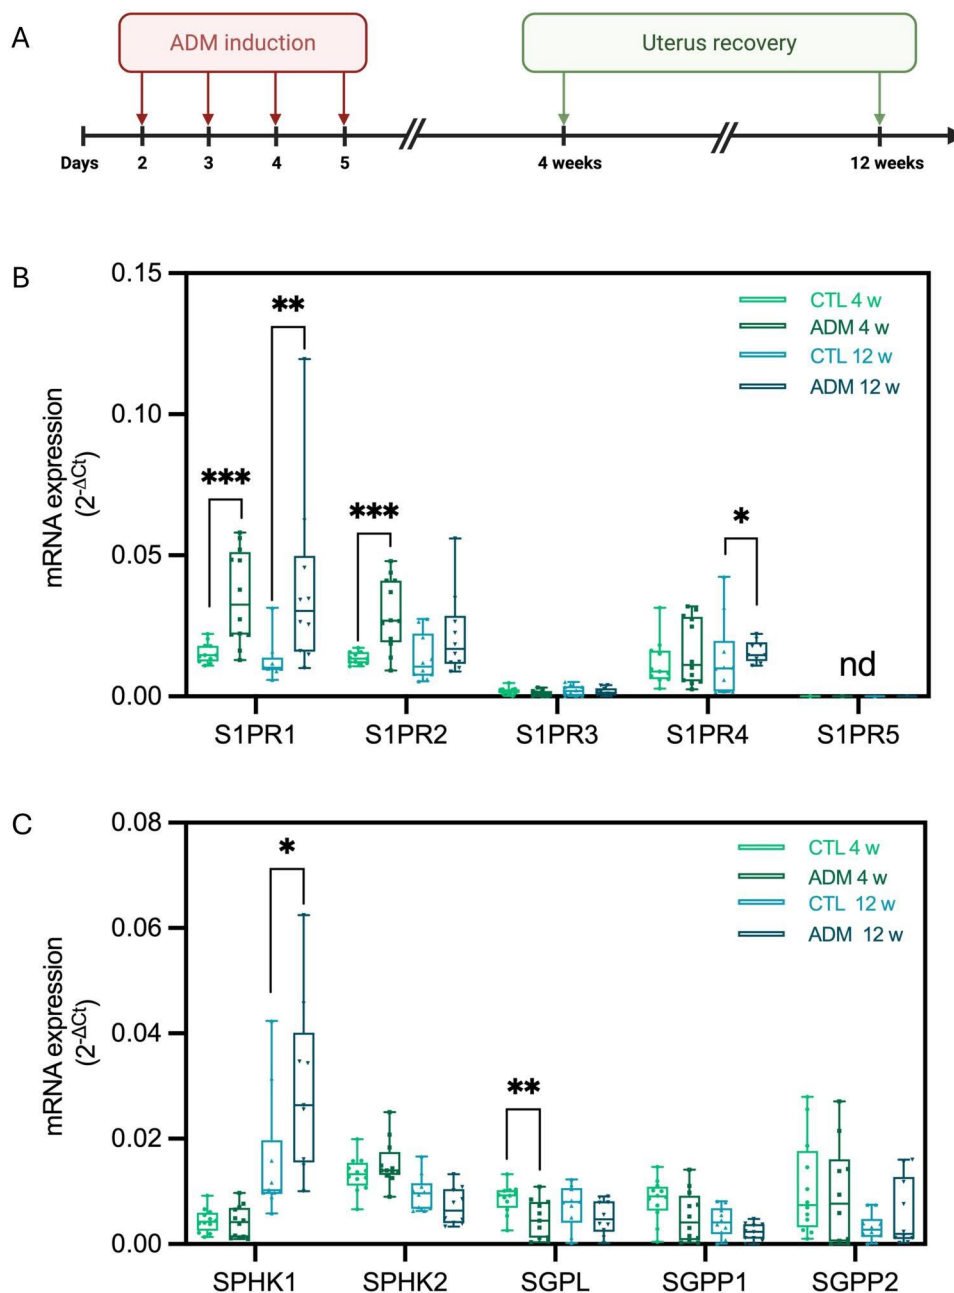 A
ADM induction
Uterus recovery
Days 2 3 4 5 4 weeks 12 weeks
B
mRNA expression
(2-ΔCt)
0.15
0.10
0.05
0.00
CTL 4 w
ADM 4 w
CTL 12 w
ADM 12 w
***
**
***
*
nd
S1PR1 S1PR2 S1PR3 S1PR4 S1PR5
C
mRNA expression
(2-ΔCt)
0.08
0.06
0.04
0.02
0.00
CTL 4 w
ADM 4 w
CTL 12 w
ADM 12 w
*
**
SPHK1 SPHK2 SGPL SGPP1 SGPP2